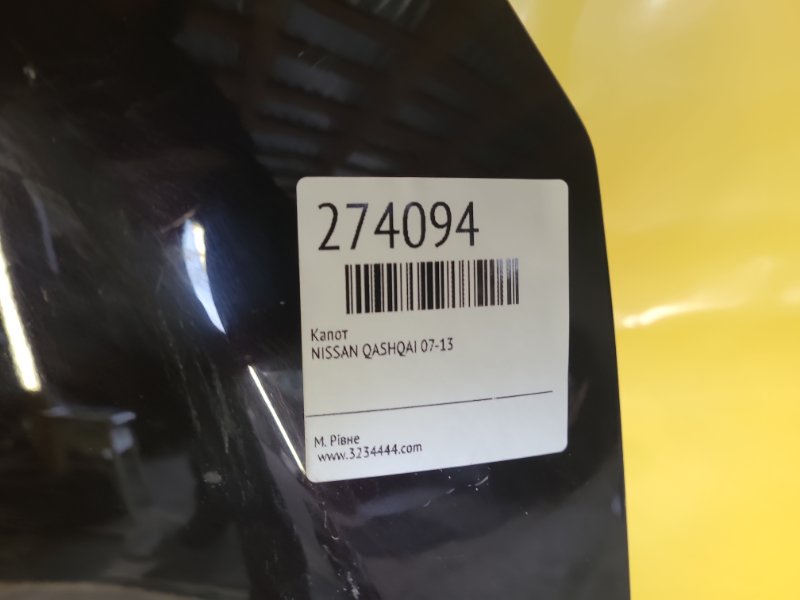 274094
Капот
NISSAN QASHQAI 07-13
М. Рівне
www.3234444.com